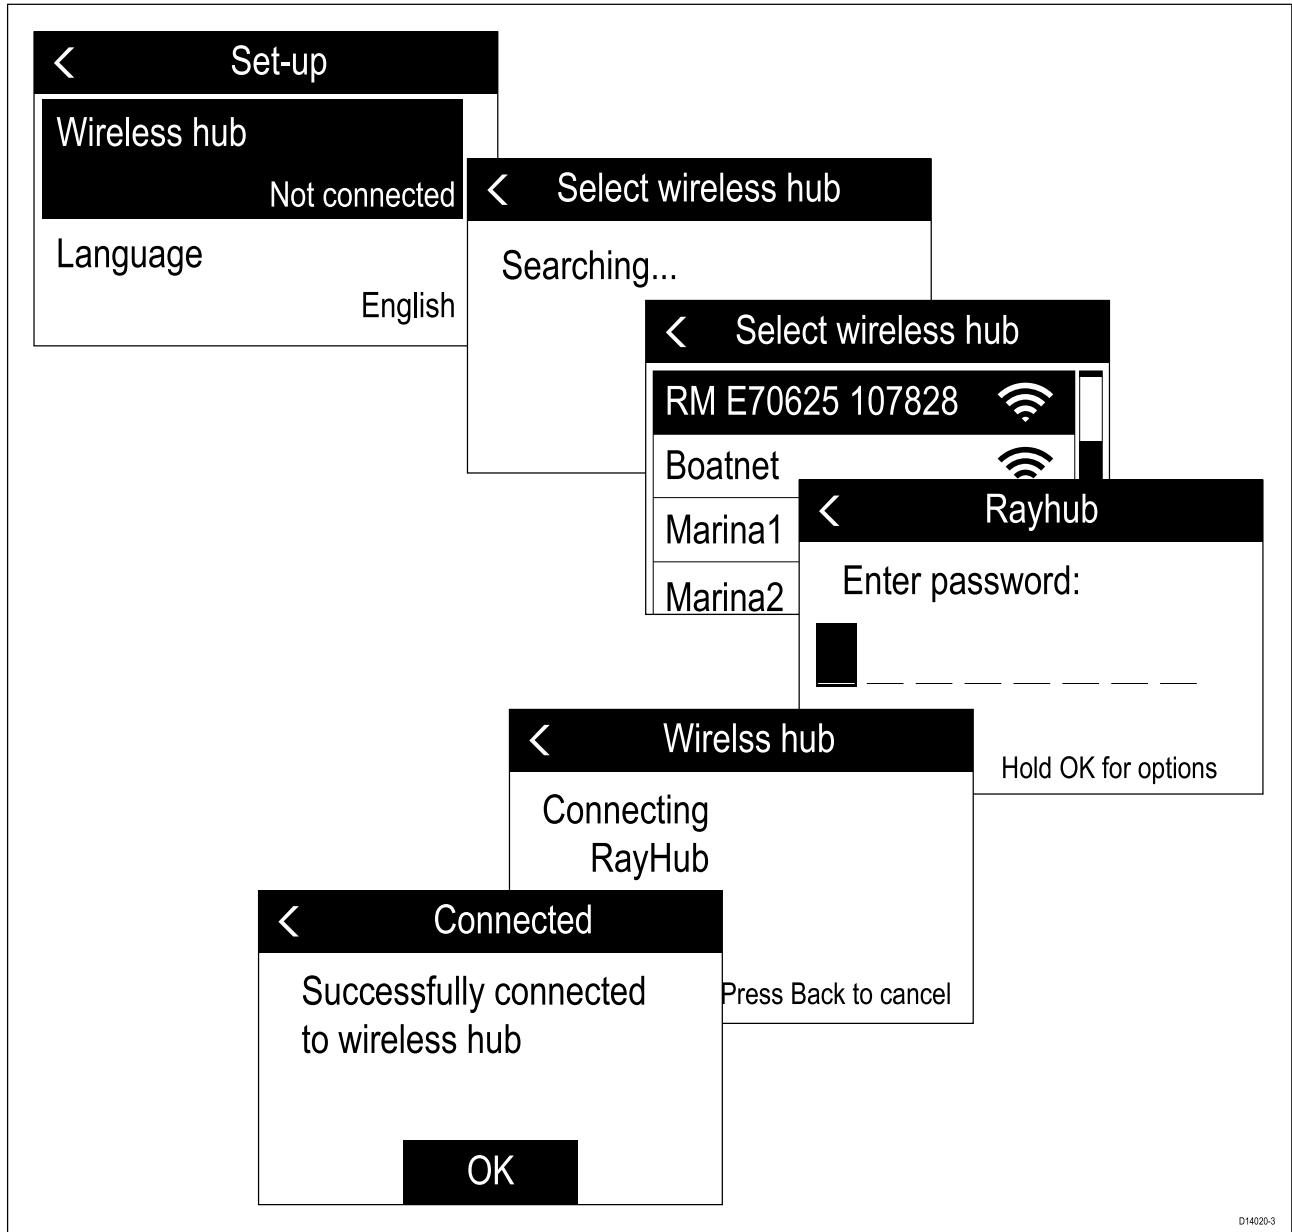 Set-up
Wireless hub
Not connected
Language
English
Select wireless hub
Searching...
Select wireless hub
RM E70625 107828
Boatnet
Marina1
Marina2
Rayhub
Enter password:
Hold OK for options
Wirelss hub
Connecting
RayHub
Press Back to cancel
Connected
Successfully connected
to wireless hub
OK
D14020-3